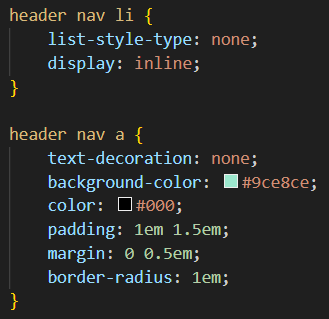 header nav li {
    list-style-type: none;
    display: inline;
}

header nav a {
    text-decoration: none;
    background-color: #9ce8ce;
    color: #000;
    padding: 1em 1.5em;
    margin: 0 0.5em;
    border-radius: 1em;
}